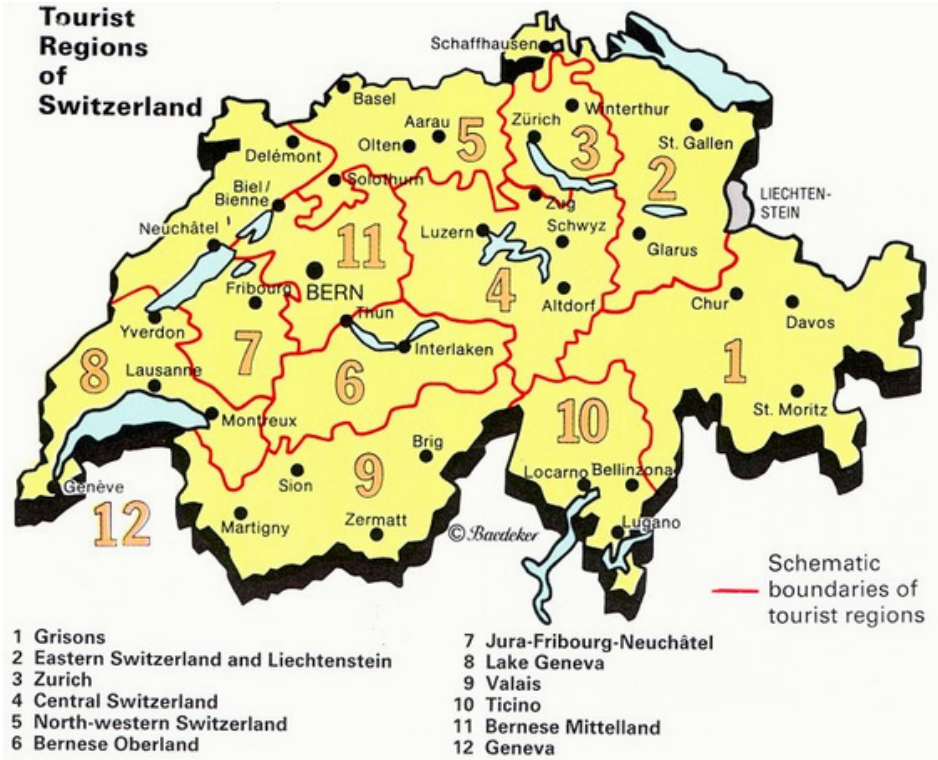 Tourist
Regions
of
Switzerland
Schaffhausen
Basel
Winterthur
Aarau
Zürich
5
3
Olten
St. Gallen
Delémont
2
Solothurn
Biel/
Bienne
LIECHTEN-
STEIN
Zug
Neuchâtel
11
Luzern
Schwyz
Glarus
Fribourg
BERN
4
Altdorf
Chur
Thun
Davos
Yverdon
7
Interlaken
8
Lausanne
6
1
St. Moritz
Montreux
10
Brig
Locarno
Bellinzona
Genève
Sion
9
12
Martigny
Zermatt
© Baedeker
Lugano
Schematic
boundaries of
tourist regions
1 Grisons
2 Eastern Switzerland and Liechtenstein
3 Zurich
4 Central Switzerland
5 North-western Switzerland
6 Bernese Oberland
7 Jura-Fribourg-Neuchâtel
8 Lake Geneva
9 Valais
10 Ticino
11 Bernese Mittelland
12 Geneva